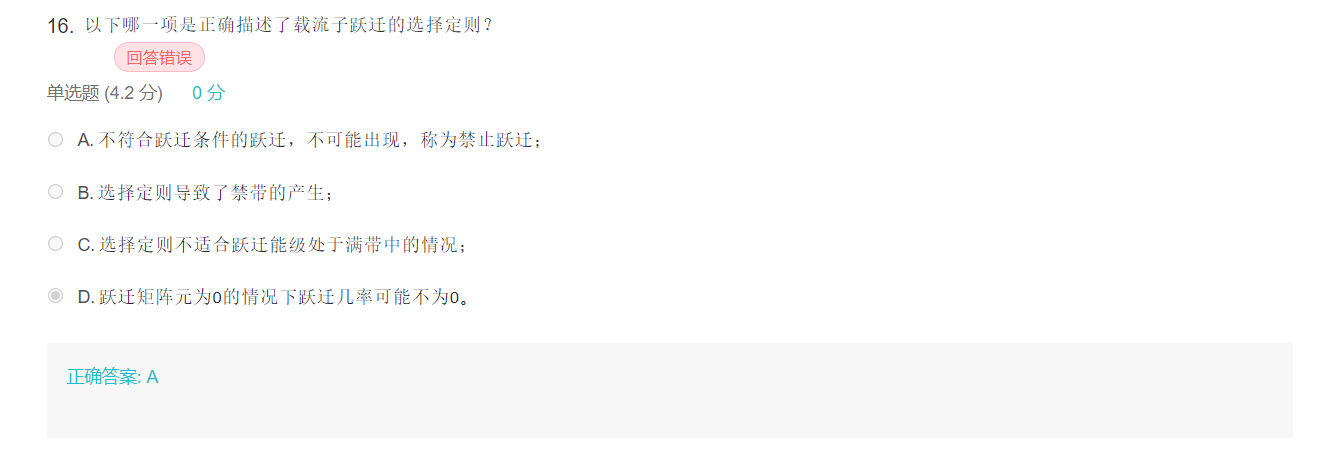 16. 以下哪一项是正确描述了载流子跃迁的选择定则？
回答错误
单选题 (4.2 分) 0 分
A. 不符合跃迁条件的跃迁，不可能出现，称为禁止跃迁；
B. 选择定则导致了禁带的产生；
C. 选择定则不适合跃迁能级处于满带中的情况；
D. 跃迁矩阵元为0的情况下跃迁几率可能不为0。
正确答案: A